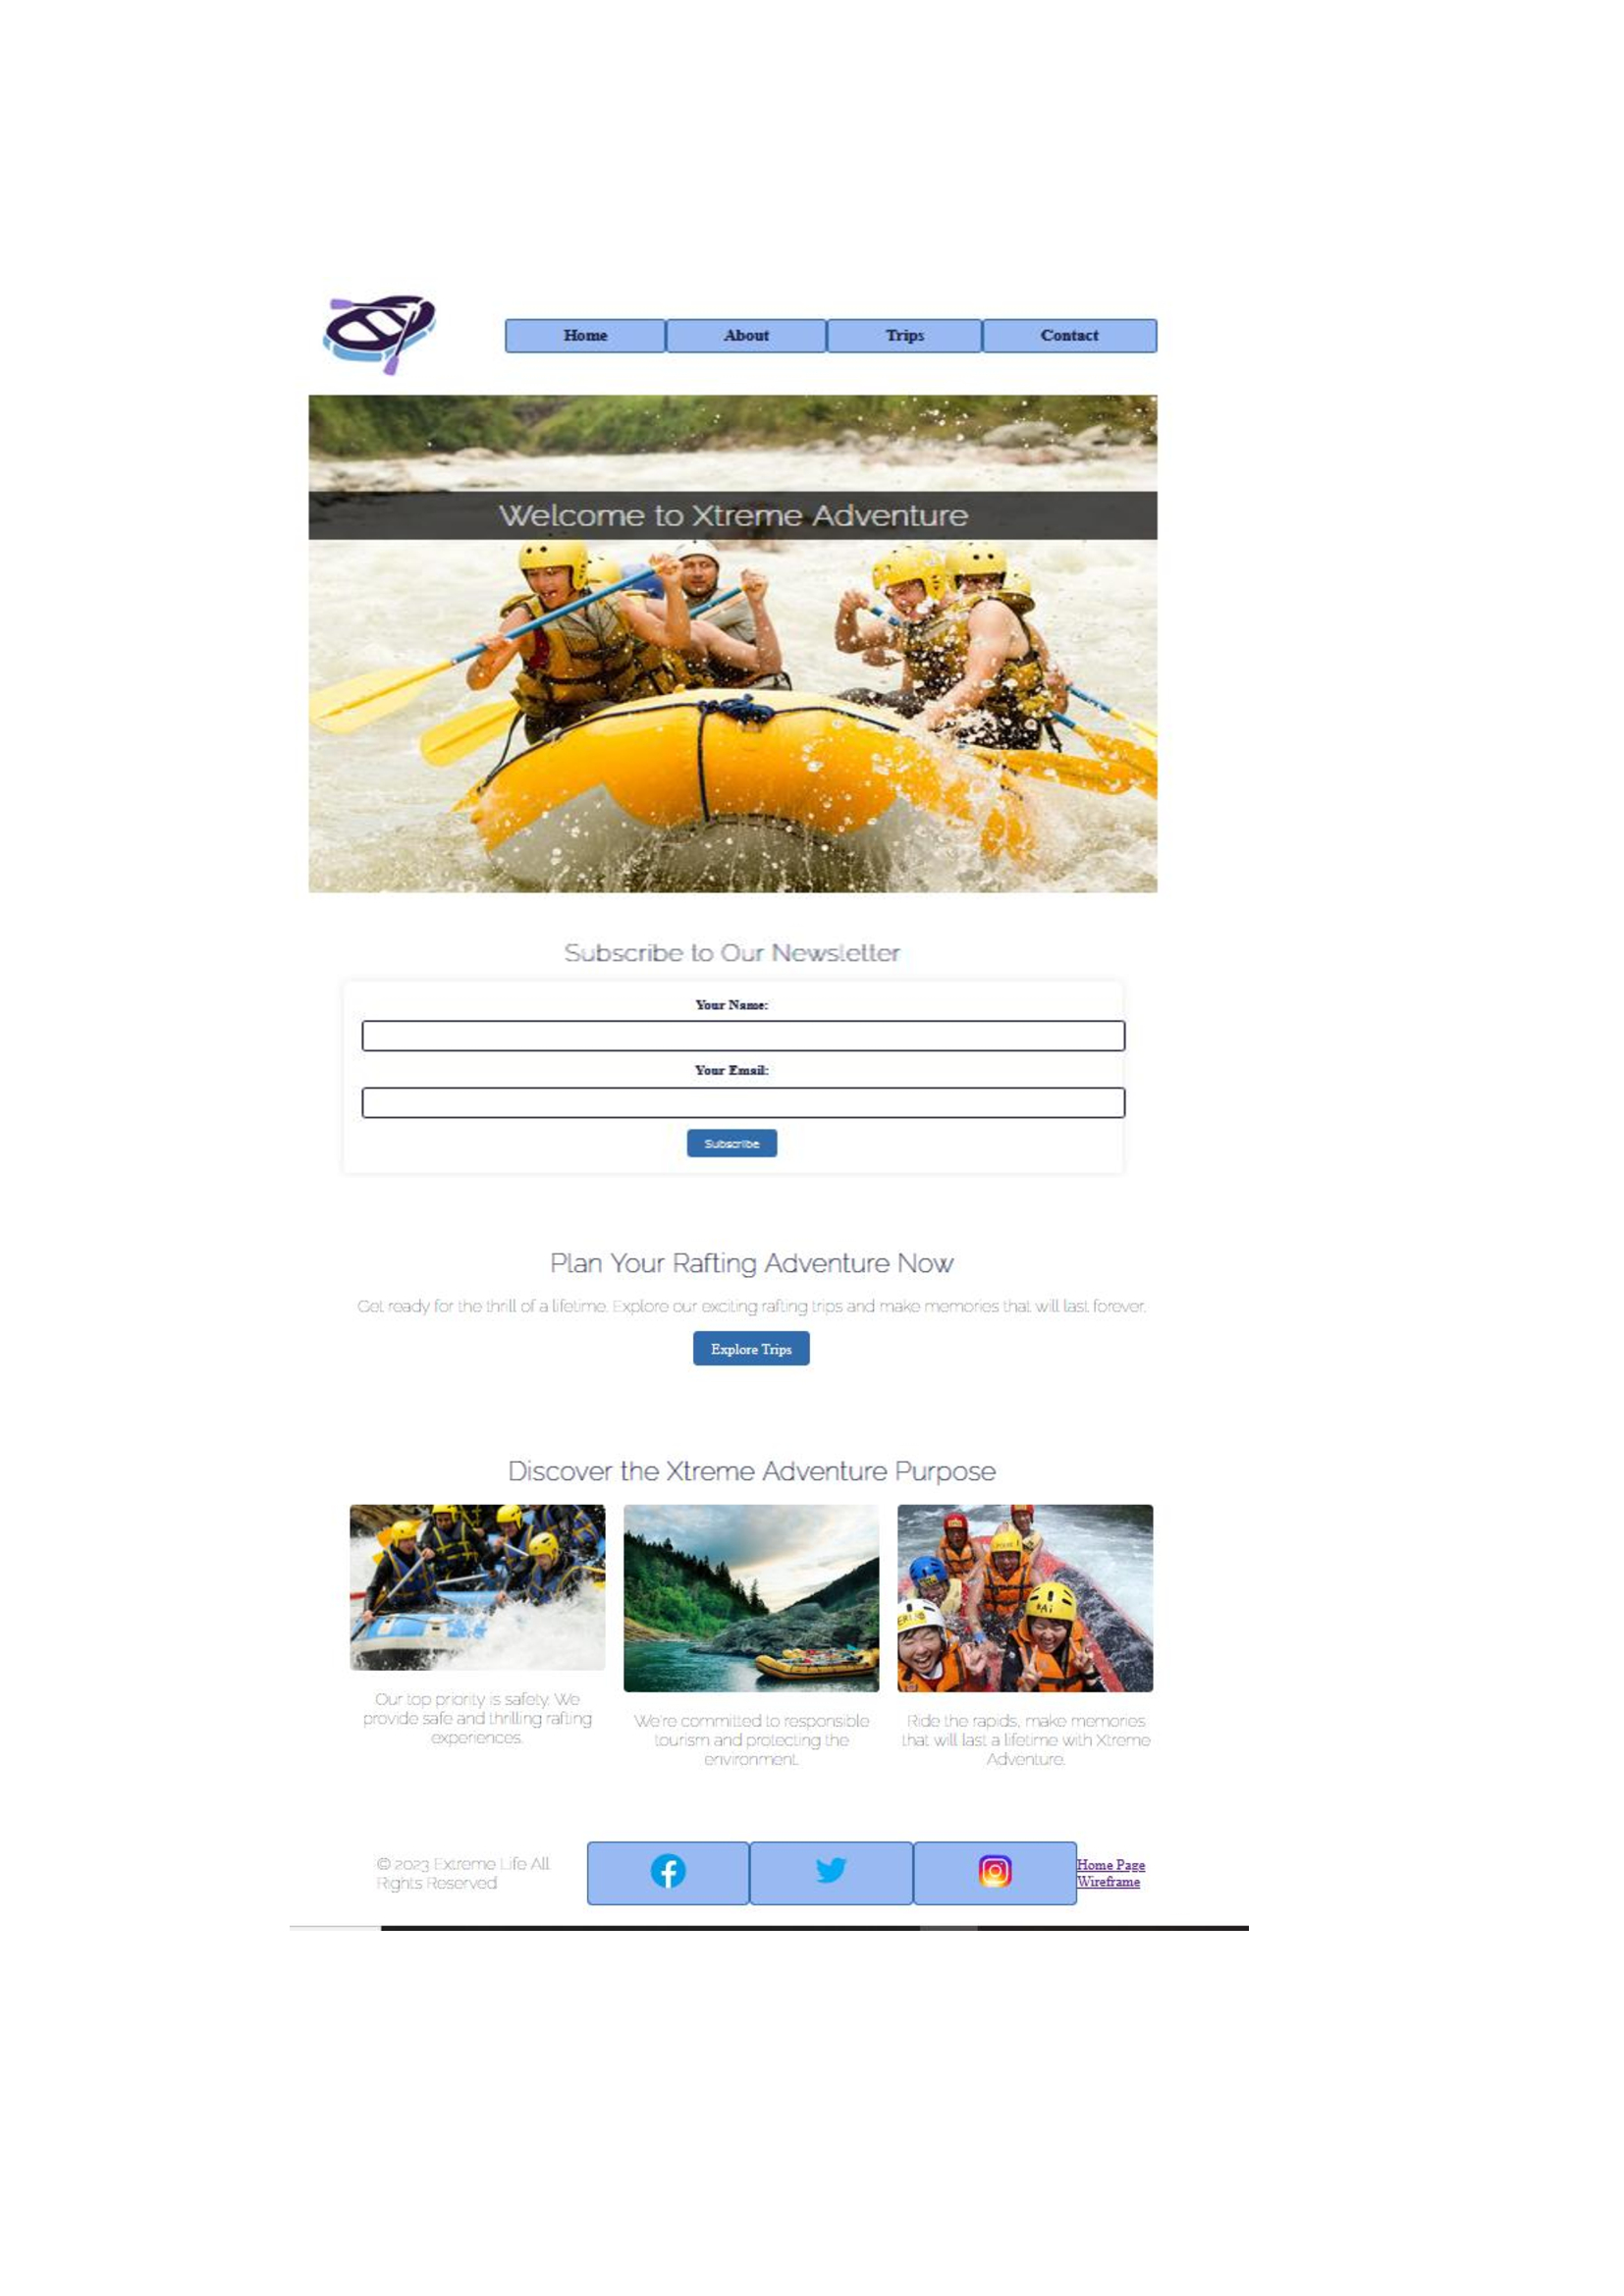 Home About Trips Contact
Welcome to Xtreme Adventure
Subscribe to Our Newsletter
Your Name:
Your Email:
Subscribe
Plan Your Rafting Adventure Now
Get ready for the thrill of a lifetime. Explore our exciting rafting trips and make memories that will last forever.
Explore Trips
Discover the Xtreme Adventure Purpose
Our top priority is safety. We
provide safe and thrilling rafting
experiences.
We're committed to responsible
tourism and protecting the
environment.
Ride the rapids, make memories
that will last a lifetime with Xtreme
Adventure.
© 2023 Extreme Life All
Rights Reserved
Home Page
Wireframe